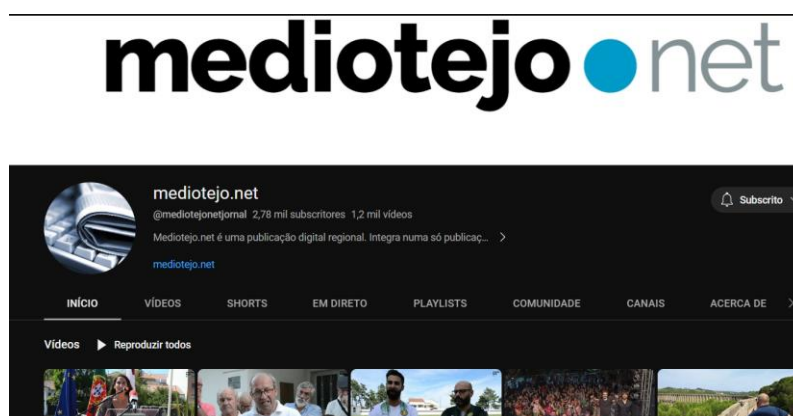 mediotejo net
mediotejo.net
@mediotejonetjornal 2,78 mil subscritores 1,2 mil vídeos
Mediotejo.net é uma publicação digital regional. Integra numa só publicaç...
mediotejo.net
Subscrito
INÍCIO VÍDEOS SHORTS EM DIRETO PLAYLISTS COMUNIDADE CANAIS ACERCA DE
Vídeos Reproduzir todos